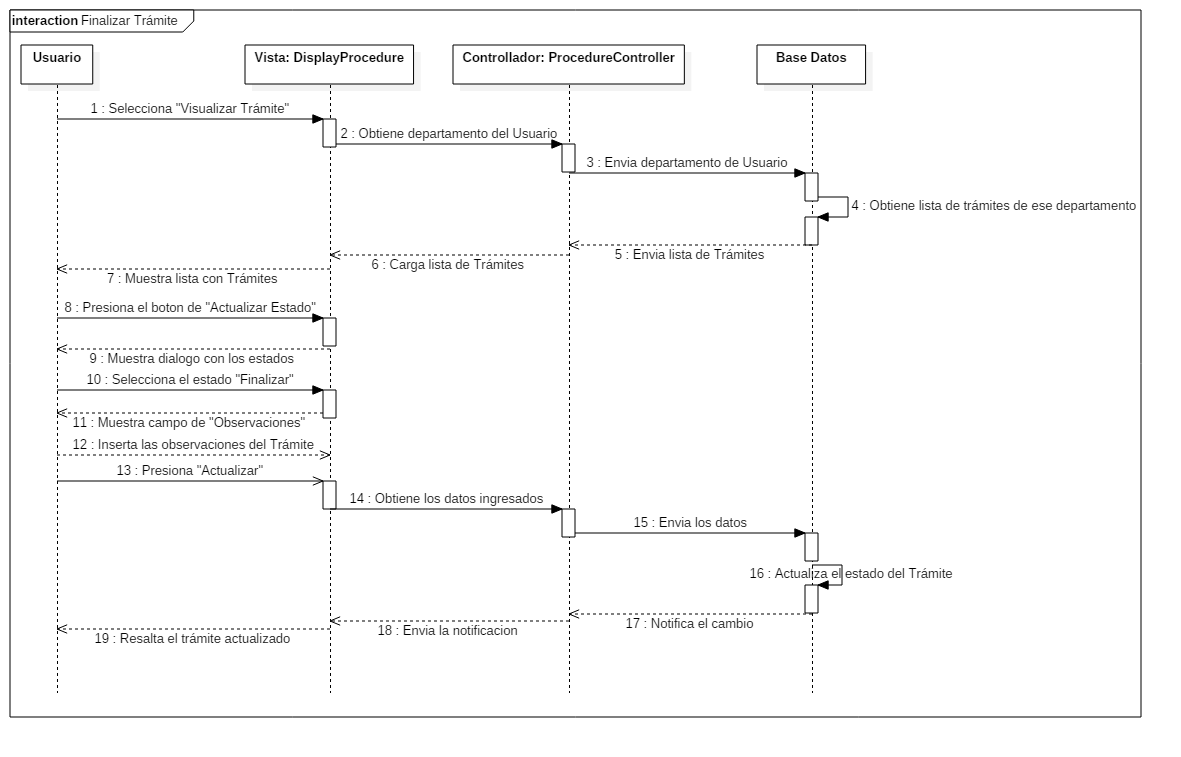 interaction Finalizar Trámite
Usuario
Vista: DisplayProcedure
Controllador: ProcedureController
Base Datos
1 : Selecciona "Visualizar Trámite"
2 : Obtiene departamento del Usuario
3 : Envia departamento de Usuario
4 : Obtiene lista de trámites de ese departamento
5 : Envia lista de Trámites
6 : Carga lista de Trámites
7 : Muestra lista con Trámites
8 : Presiona el boton de "Actualizar Estado"
9 : Muestra dialogo con los estados
10 : Selecciona el estado "Finalizar"
11 : Muestra campo de "Observaciones"
12 : Inserta las observaciones del Trámite
13 : Presiona "Actualizar"
14 : Obtiene los datos ingresados
15 : Envia los datos
16 : Actualiza el estado del Trámite
17 : Notifica el cambio
18 : Envia la notificacion
19 : Resalta el trámite actualizado